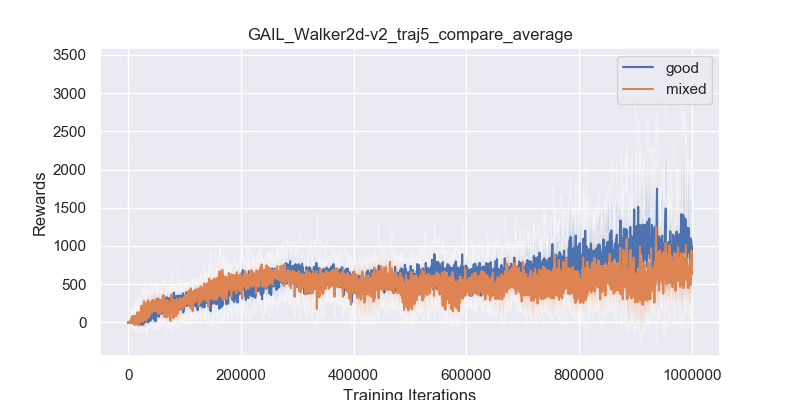 GAIL_Walker2d-v2_traj5_compare_average
3500
3000
2500
2000
1500
1000
500
0
Rewards
good
mixed
0
200000
400000
600000
800000
1000000
Training Iterations